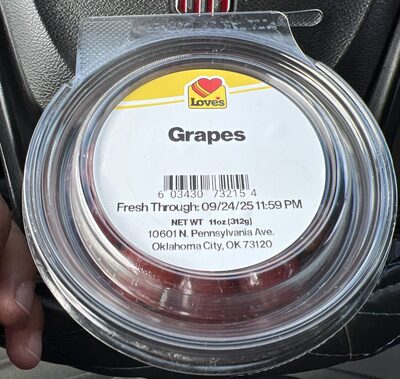 Love's
Grapes
6 03430 73215 4
Fresh Through: 09/24/25 11:59 PM
NET WT 11oz (312g)
10601 N. Pennsylvania Ave.
Oklahoma City, OK 73120